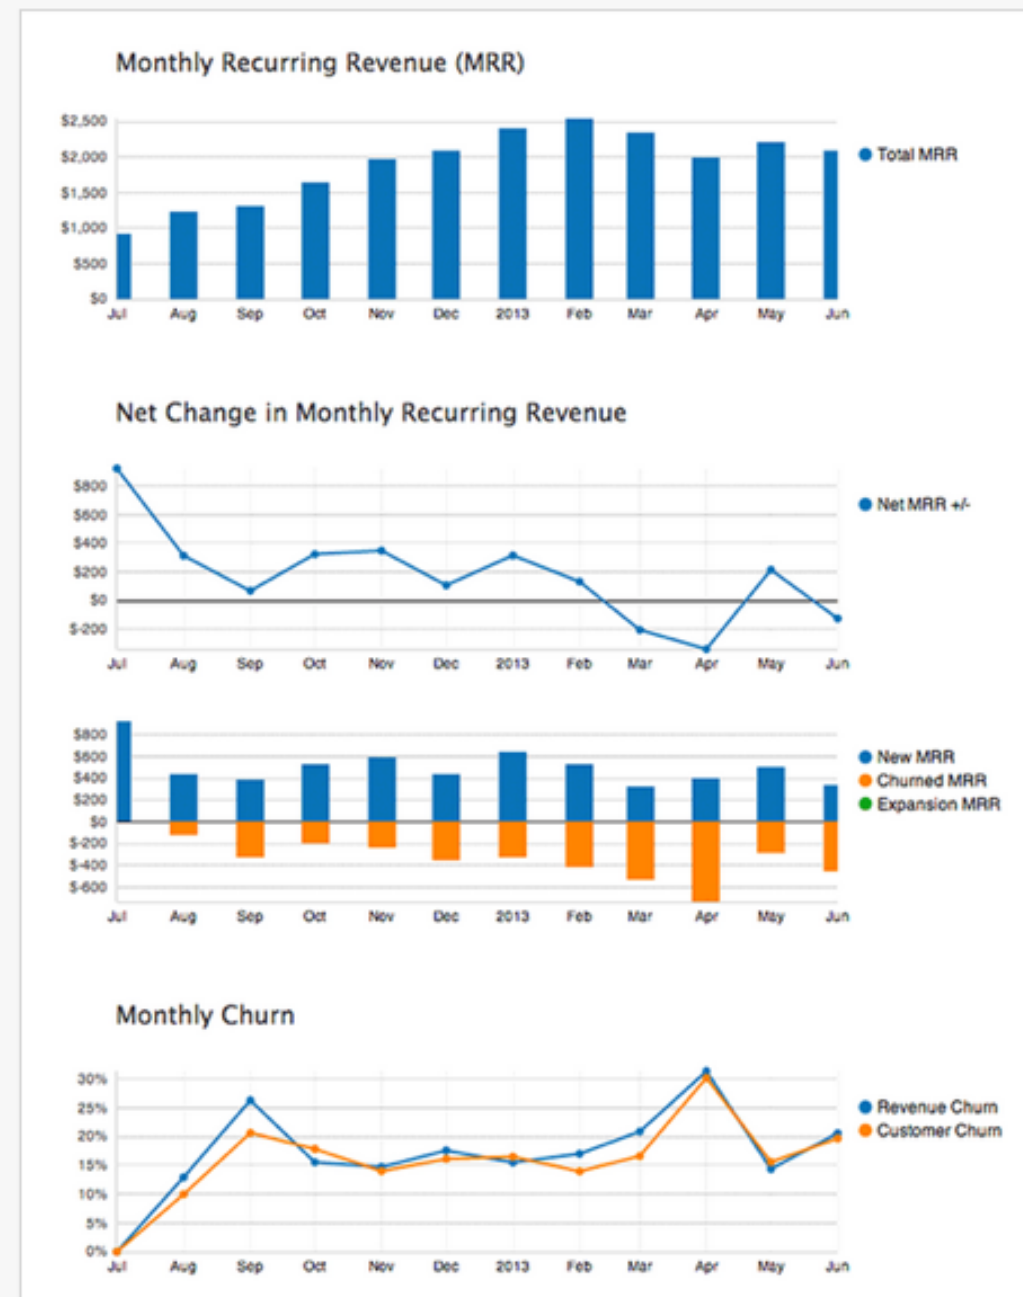 Monthly Recurring Revenue (MRR)
$2,500
$2,000
$1,500
$1,000
$500
$0
Total MRR
Jul Aug Sep Oct Nov Dec 2013 Feb Mar Apr May Jun
Net Change in Monthly Recurring Revenue
$800
$600
$400
$200
$0
$-200
Net MRR +/-
Jul Aug Sep Oct Nov Dec 2013 Feb Mar Apr May Jun
$800
$600
$400
$200
$0
$-200
$-400
$-600
New MRR
Churned MRR
Expansion MRR
Jul Aug Sep Oct Nov Dec 2013 Feb Mar Apr May Jun
Monthly Churn
30%
25%
20%
15%
10%
5%
0%
Revenue Churn
Customer Churn
Jul Aug Sep Oct Nov Dec 2013 Feb Mar Apr May Jun